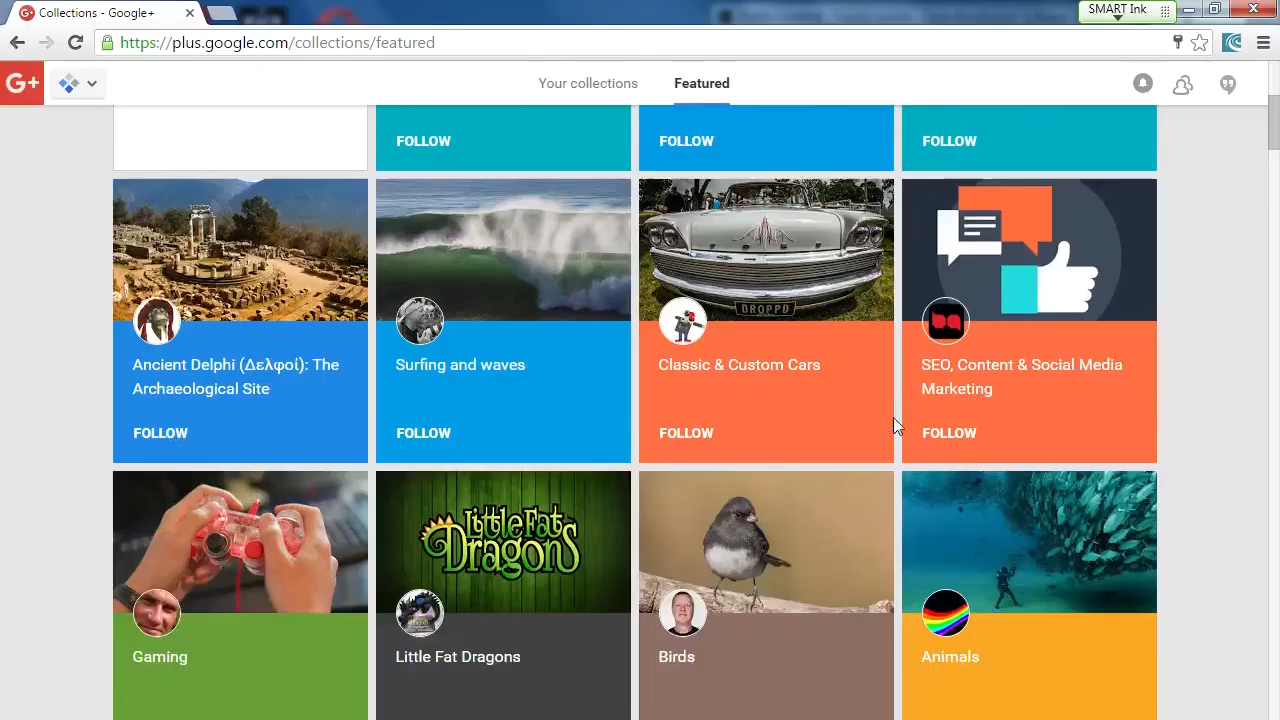 Collections - Google+
SMART Ink
https://plus.google.com/collections/featured
G+
Your collections
Featured
FOLLOW
FOLLOW
FOLLOW
DROPPD
Ancient Delphi (Δελφοί): The
Archaeological Site
FOLLOW
Surfing and waves
FOLLOW
Classic & Custom Cars
FOLLOW
SEO, Content & Social Media
Marketing
FOLLOW
Gaming
Little Fat
Dragons
Little Fat Dragons
Birds
Animals